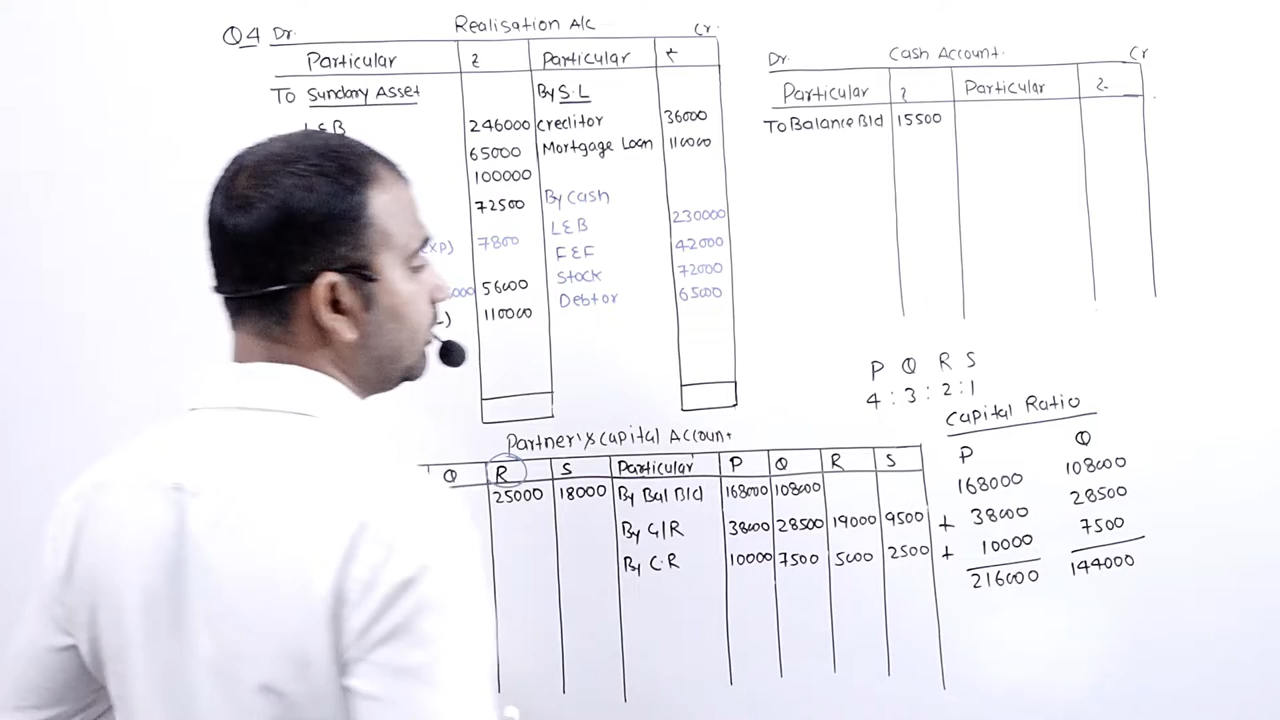 Q4 Dr. Realisation A/c Cr.
Particular ₹ Particular ₹
To Sundary Asset By S.L
L&B 246000 creditor 36000
65000 Mortgage Loan 110000
100000
72500 By Cash
L&B 230000
EXP) 7800 F&F 42000
Stock 72000
000 56000 Debtor 65000
L) 110000
Dr. Cash Account. Cr
Particular ₹ Particular ₹
To Balance Bld 15500
P Q R S
4 : 3 : 2 : 1
Capital Ratio
P Q
168000 108000
+ 38000 28500
+ 10000 7500
216000 144000
Partner's Capital Account
Q R S Particular P Q R S
25000 18000 By Bal Bld 168000 108000
By G/R 38000 28500 19000 9500
By C.R 10000 7500 5000 2500